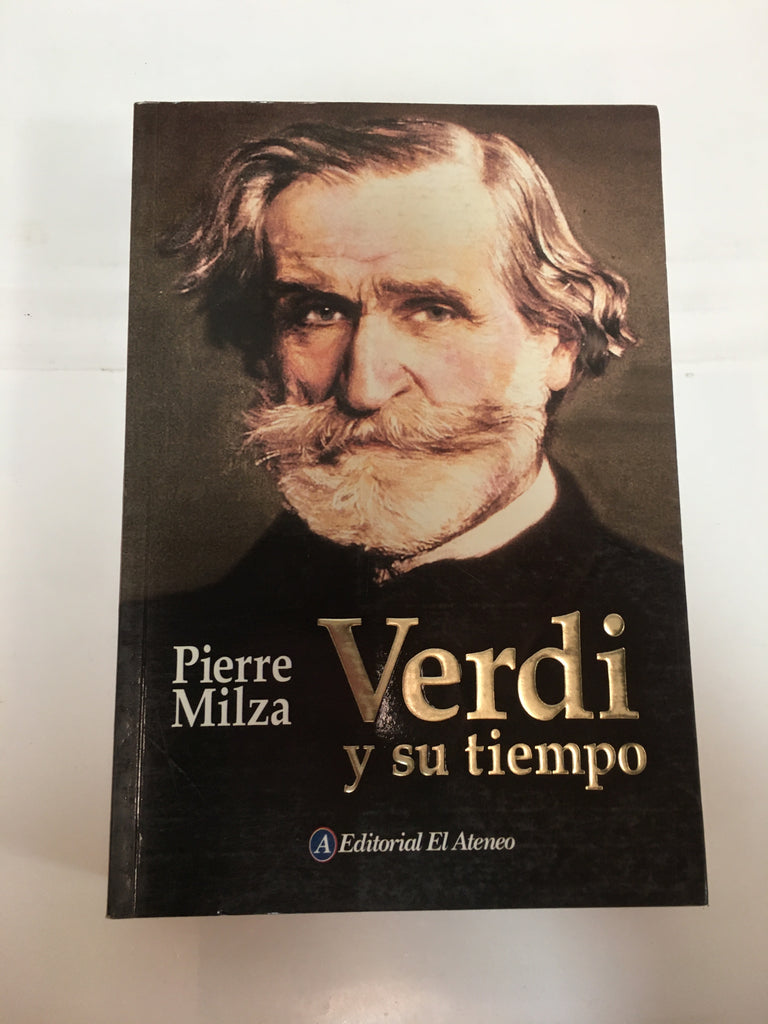 Pierre
Milza
Verdi
y su tiempo
A Editorial El Ateneo